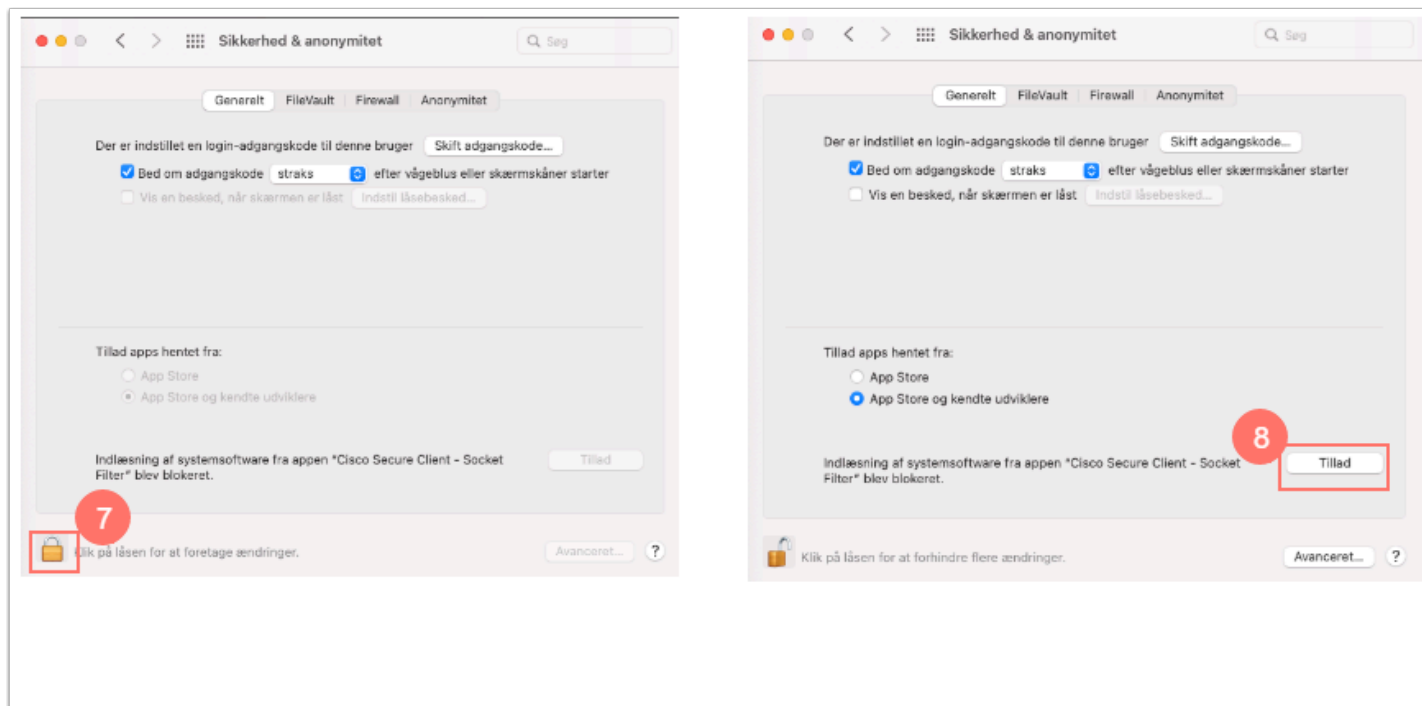 Sikkerhed & anonymitet
Søg
Generelt FileVault Firewall Anonymitet
Der er indstillet en login-adgangskode til denne bruger Skift adgangskode...
Bed om adgangskode straks efter vågeblus eller skærmskåner starter
Vis en besked, når skærmen er låst Indstil låsebesked...
Tillad apps hentet fra:
App Store
App Store og kendte udviklere
Indlæsning af systemsoftware fra appen "Cisco Secure Client - Socket
Filter" blev blokeret.
Tillad
7
Klik på låsen for at foretage ændringer.
Avanceret...
?
Sikkerhed & anonymitet
Søg
Generelt FileVault Firewall Anonymitet
Der er indstillet en login-adgangskode til denne bruger Skift adgangskode...
Bed om adgangskode straks efter vågeblus eller skærmskåner starter
Vis en besked, når skærmen er låst Indstil låsebesked...
Tillad apps hentet fra:
App Store
App Store og kendte udviklere
8
Indlæsning af systemsoftware fra appen "Cisco Secure Client - Socket
Filter" blev blokeret.
Tillad
Klik på låsen for at forhindre flere ændringer.
Avanceret...
?